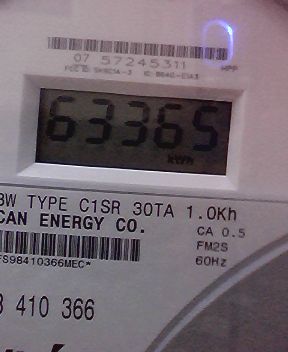 07 57245311
63365
kWh
3W TYPE C1SR 30TA 1.0Kh
CAN ENERGY CO.
CA 0.5
FM2S
60Hz
FS98410366MEC*
3 410 366